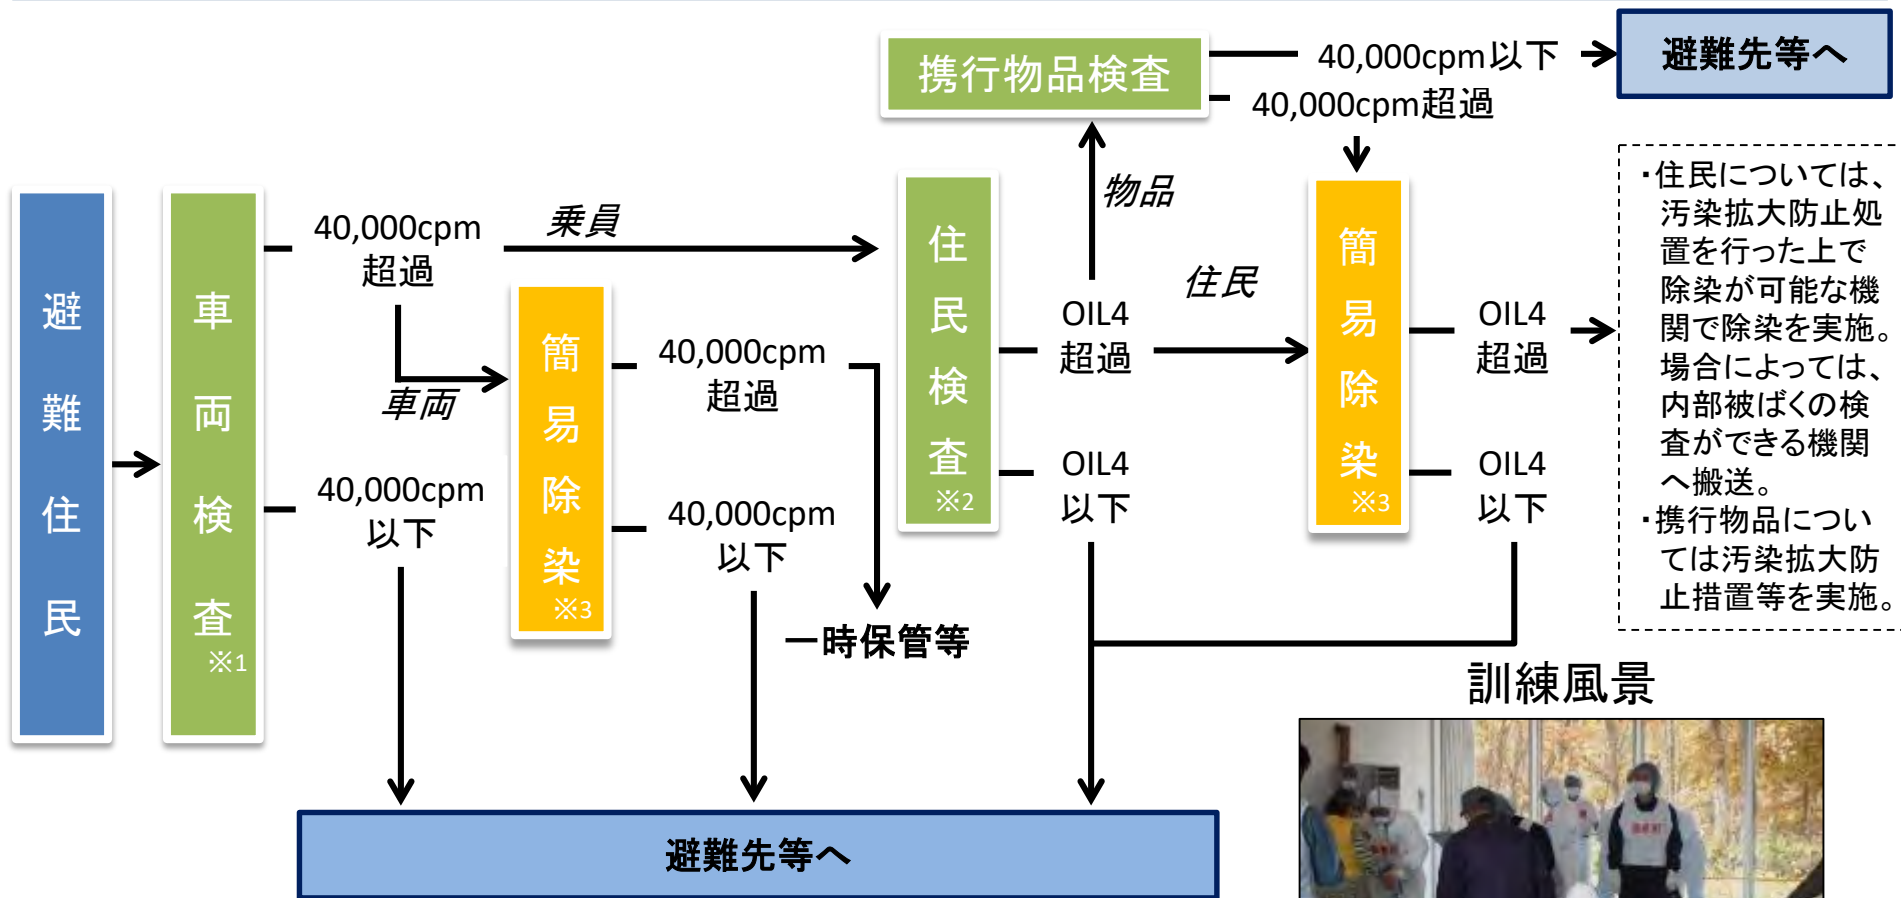 避難住民
車両検査
※1
40,000cpm
超過
乗員
車両
40,000cpm
以下
簡易除染
※3
40,000cpm
超過
40,000cpm
以下
一時保管等
住民検査
※2
物品
携行物品検査
40,000cpm以下
40,000cpm超過
避難先等へ
OIL4
超過
住民
OIL4
以下
簡易除染
※3
OIL4
超過
OIL4
以下
・住民については、
汚染拡大防止処
置を行った上で
除染が可能な機
関で除染を実施。
場合によっては、
内部被ばくの検
査ができる機関
へ搬送。
・携行物品につい
ては汚染拡大防
止措置等を実施。
避難先等へ
訓練風景